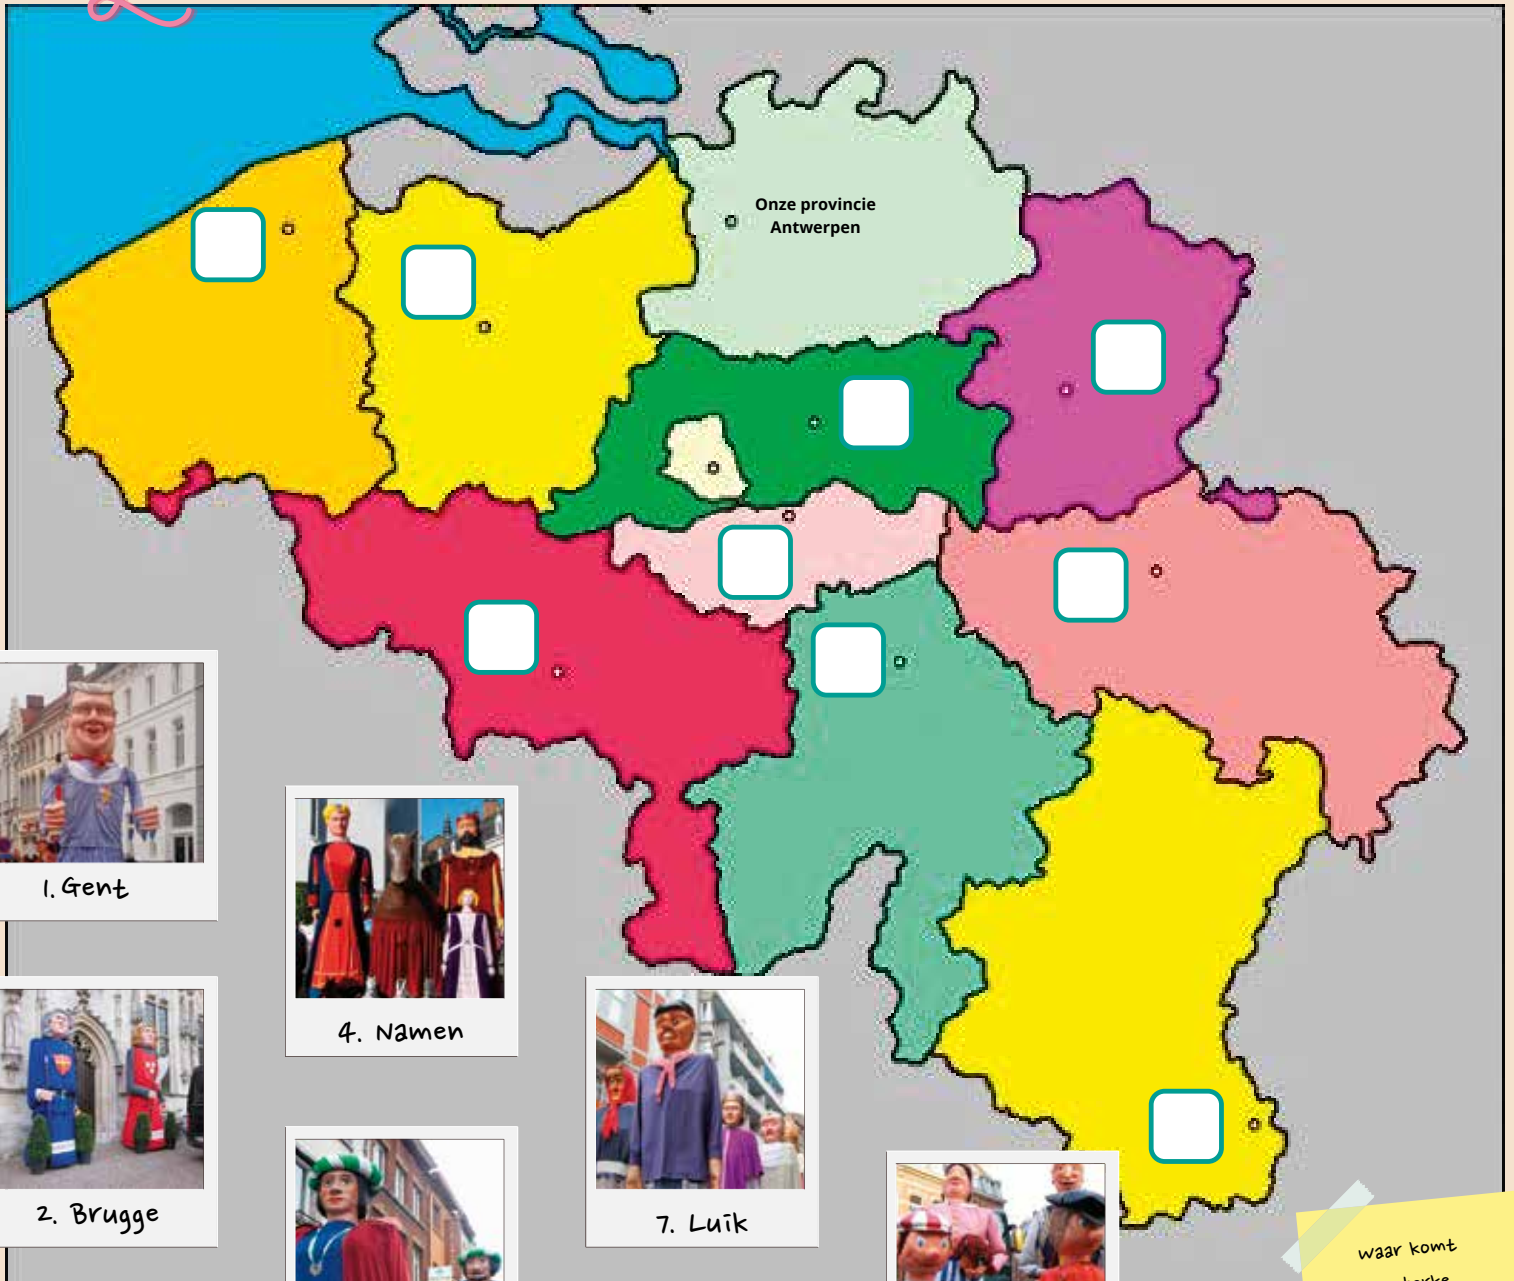 Onze provincie
Antwerpen
1. Gent
4. Namen
2. Brugge
7. Luik
waar komt